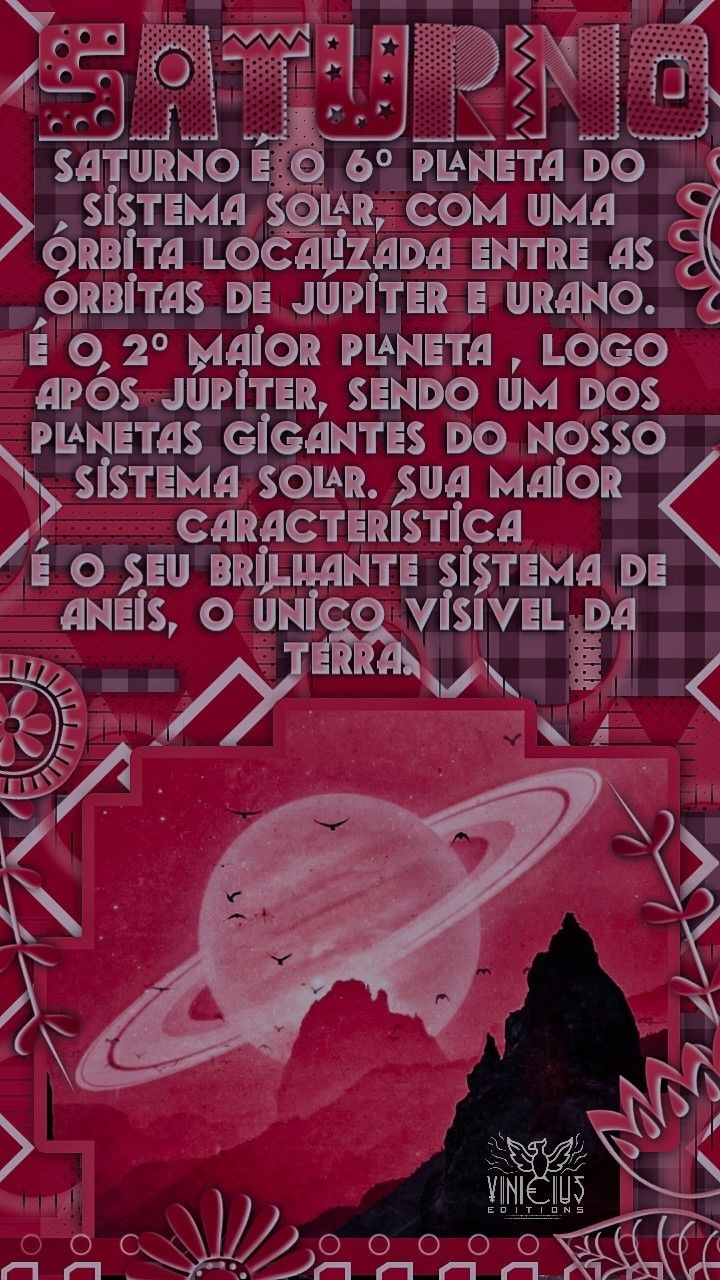 SATURNO
SATURNO É O 6º PLANETA DO
SISTEMA SOLAR, COM UMA
ÓRBITA LOCALIZADA ENTRE AS
ÓRBITAS DE JÚPITER E URANO.
É O 2º MAIOR PLANETA , LOGO
APÓS JÚPITER, SENDO UM DOS
PLANETAS GIGANTES DO NOSSO
SISTEMA SOLAR. SUA MAIOR
CARACTERÍSTICA
É O SEU BRILHANTE SISTEMA DE
ANÉIS, O ÚNICO VISÍVEL DA
TERRA.
VINICIUS
EDITIONS